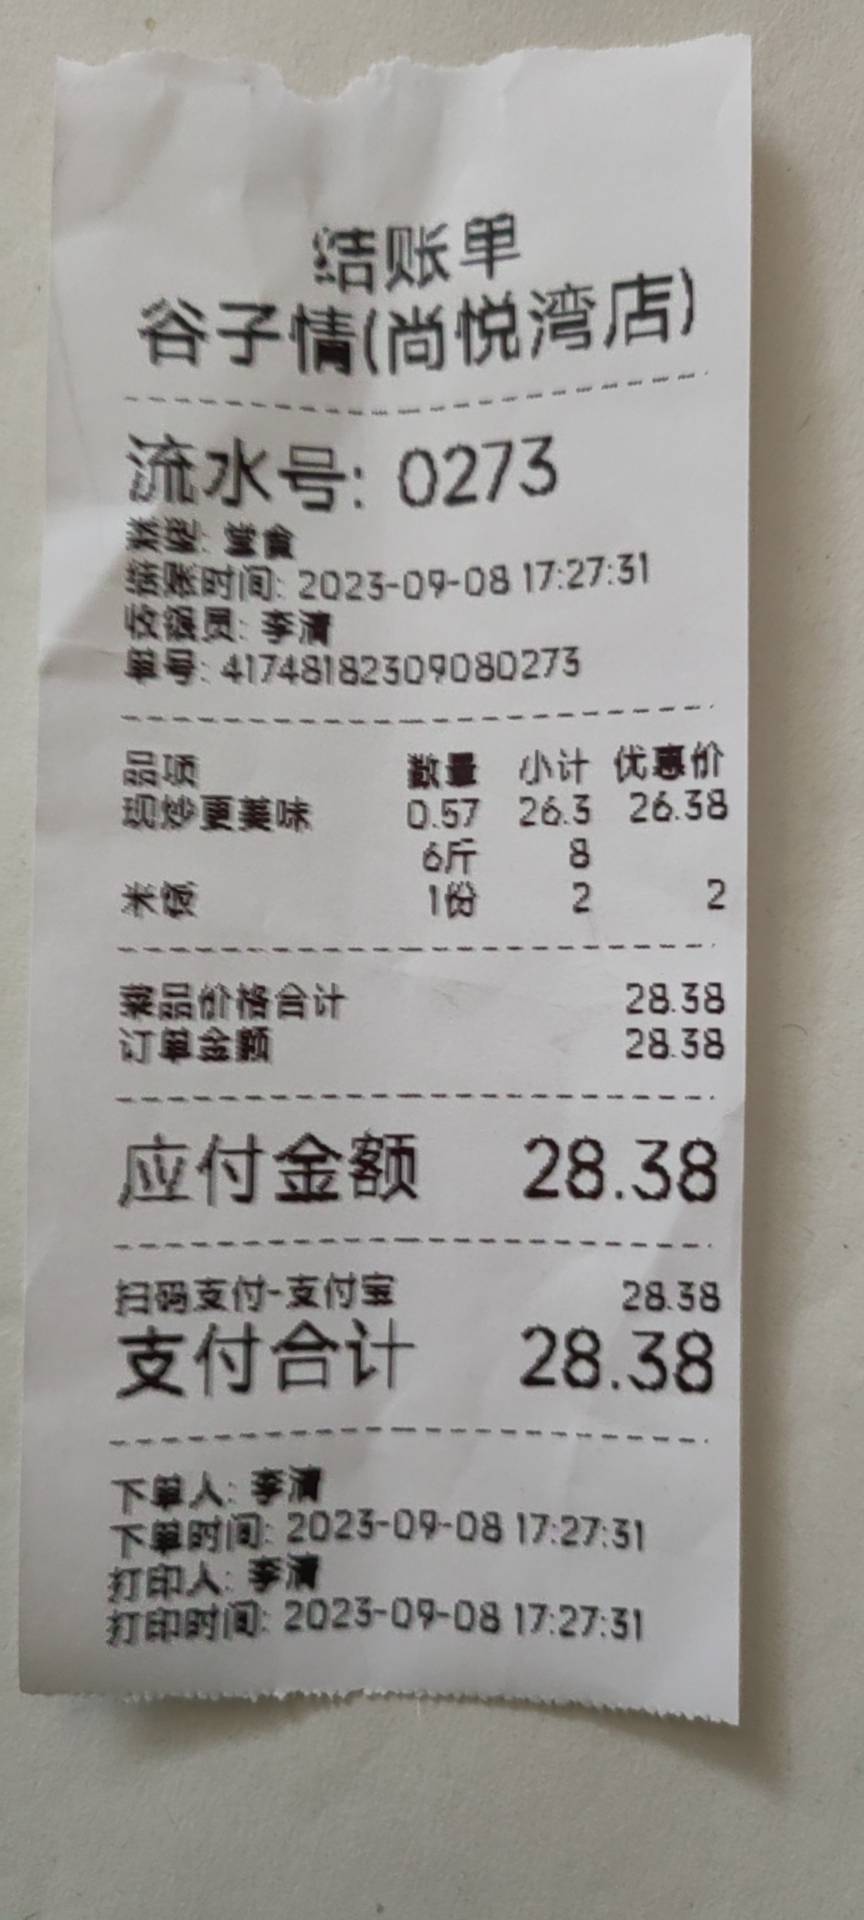 结账单
谷子情(尚悦湾店)
流水号: 0273
类型: 堂食
结账时间: 2023-09-08 17:27:31
收银员: 李清
单号: 41748182309080273
品项 数量 小计 优惠价
现炒更美味 0.57 26.3 26.38
6斤 8
米饭 1份 2 2
菜品价格合计 28.38
订单金额 28.38
应付金额 28.38
扫码支付-支付宝 28.38
支付合计 28.38
下单人: 李清
下单时间: 2023-09-08 17:27:31
打印人: 李清
打印时间: 2023-09-08 17:27:31